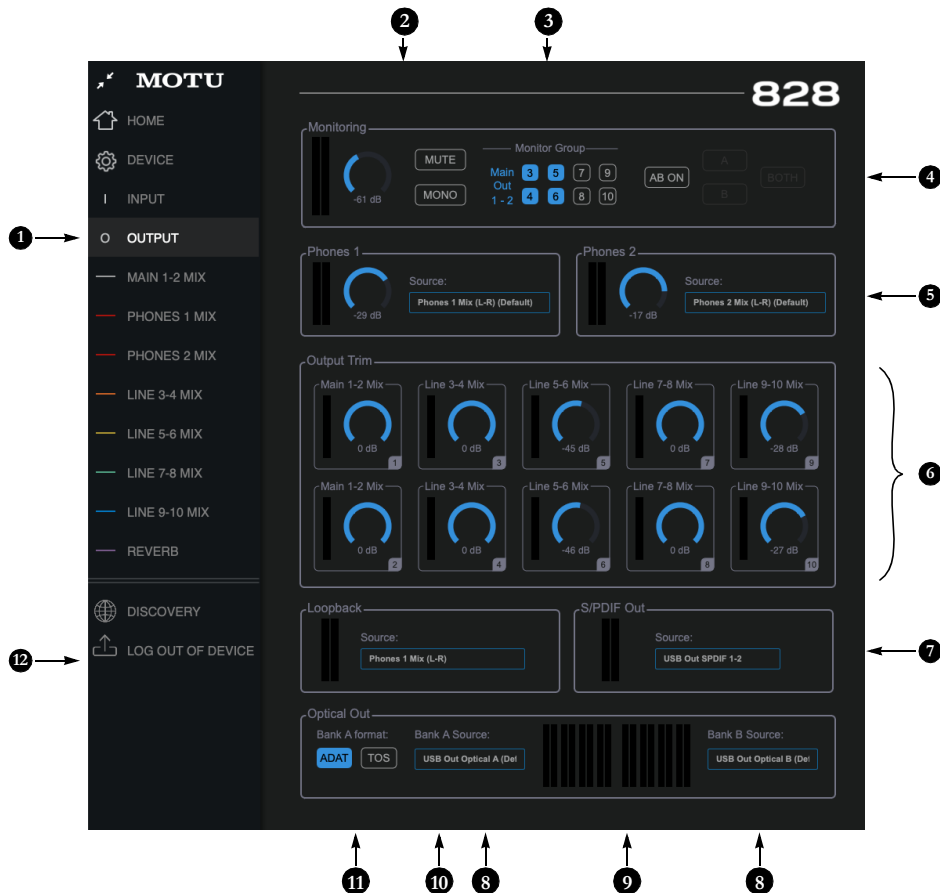 2 3
MOTU
828
HOME
DEVICE
INPUT
1 O OUTPUT
MAIN 1-2 MIX
PHONES 1 MIX
PHONES 2 MIX
LINE 3-4 MIX
LINE 5-6 MIX
LINE 7-8 MIX
LINE 9-10 MIX
REVERB
DISCOVERY
12 LOG OUT OF DEVICE
Monitoring
-61 dB
MUTE
MONO
Monitor Group
Main Out 1 - 2
3 5 7 9
4 6 8 10
AB ON
A
B
BOTH
4
Phones 1
-29 dB
Source:
Phones 1 Mix (L-R) (Default)
Phones 2
-17 dB
Source:
Phones 2 Mix (L-R) (Default)
5
Output Trim
Main 1-2 Mix Line 3-4 Mix Line 5-6 Mix Line 7-8 Mix Line 9-10 Mix
0 dB 0 dB -45 dB 0 dB -28 dB
1 3 5 7 9
Main 1-2 Mix Line 3-4 Mix Line 5-6 Mix Line 7-8 Mix Line 9-10 Mix
0 dB 0 dB -46 dB 0 dB -27 dB
2 4 6 8 10
6
Loopback
Source:
Phones 1 Mix (L-R)
S/PDIF Out
Source:
USB Out SPDIF 1-2
7
Optical Out
Bank A format: Bank A Source: Bank B Source:
ADAT TOS USB Out Optical A (Def USB Out Optical B (Def
11 10 8 9 8